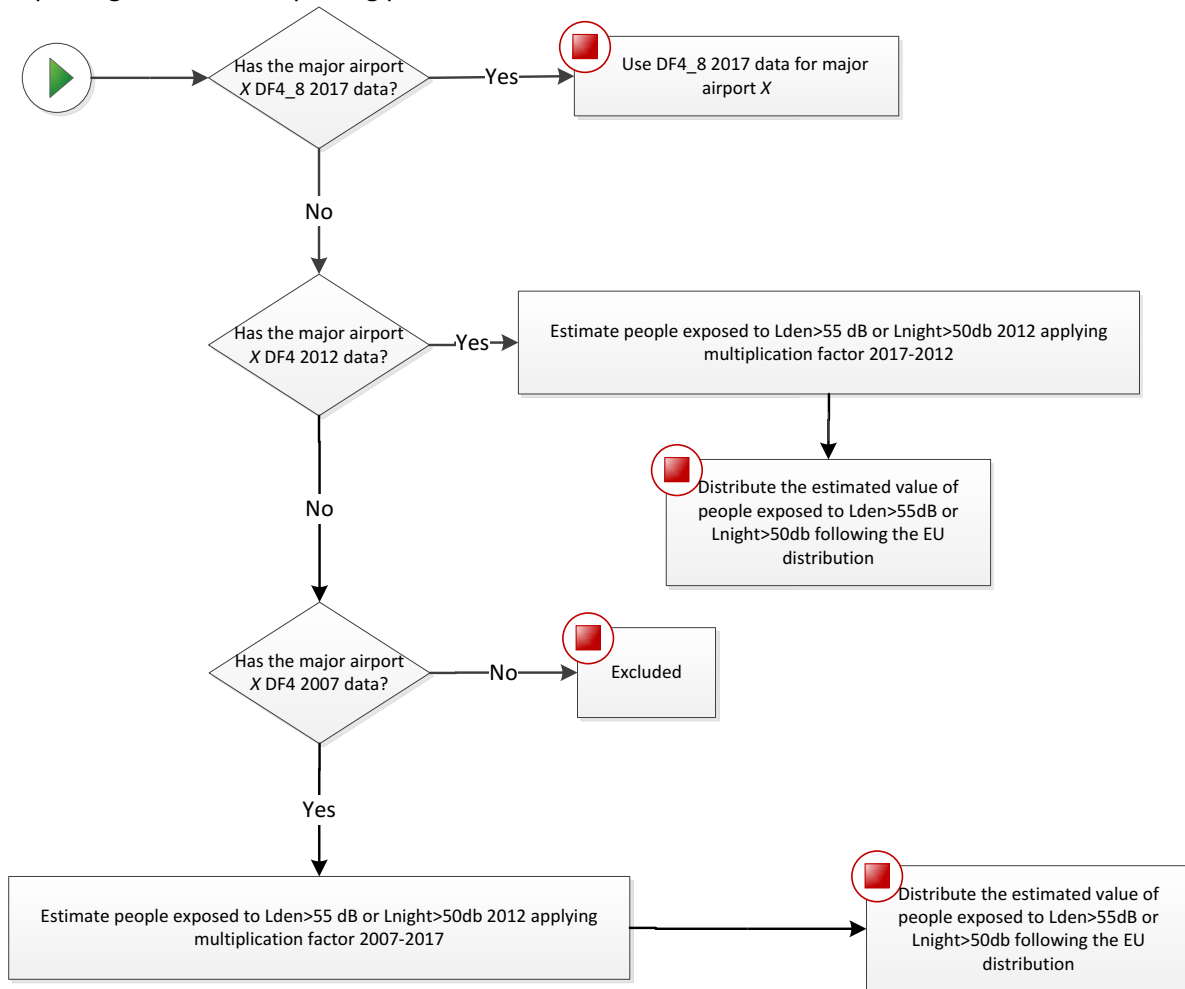 Has the major airport
X DF4_8 2017 data?
Yes
Use DF4_8 2017 data for major
airport X
No
Has the major airport
X DF4 2012 data?
Yes
Estimate people exposed to Lden>55 dB or Lnight>50db 2012 applying
multiplication factor 2017-2012
Distribute the estimated value of
people exposed to Lden>55dB or
Lnight>50db following the EU
distribution
No
Has the major airport
X DF4 2007 data?
No
Excluded
Yes
Estimate people exposed to Lden>55 dB or Lnight>50db 2012 applying
multiplication factor 2007-2017
Distribute the estimated value of
people exposed to Lden>55dB or
Lnight>50db following the EU
distribution